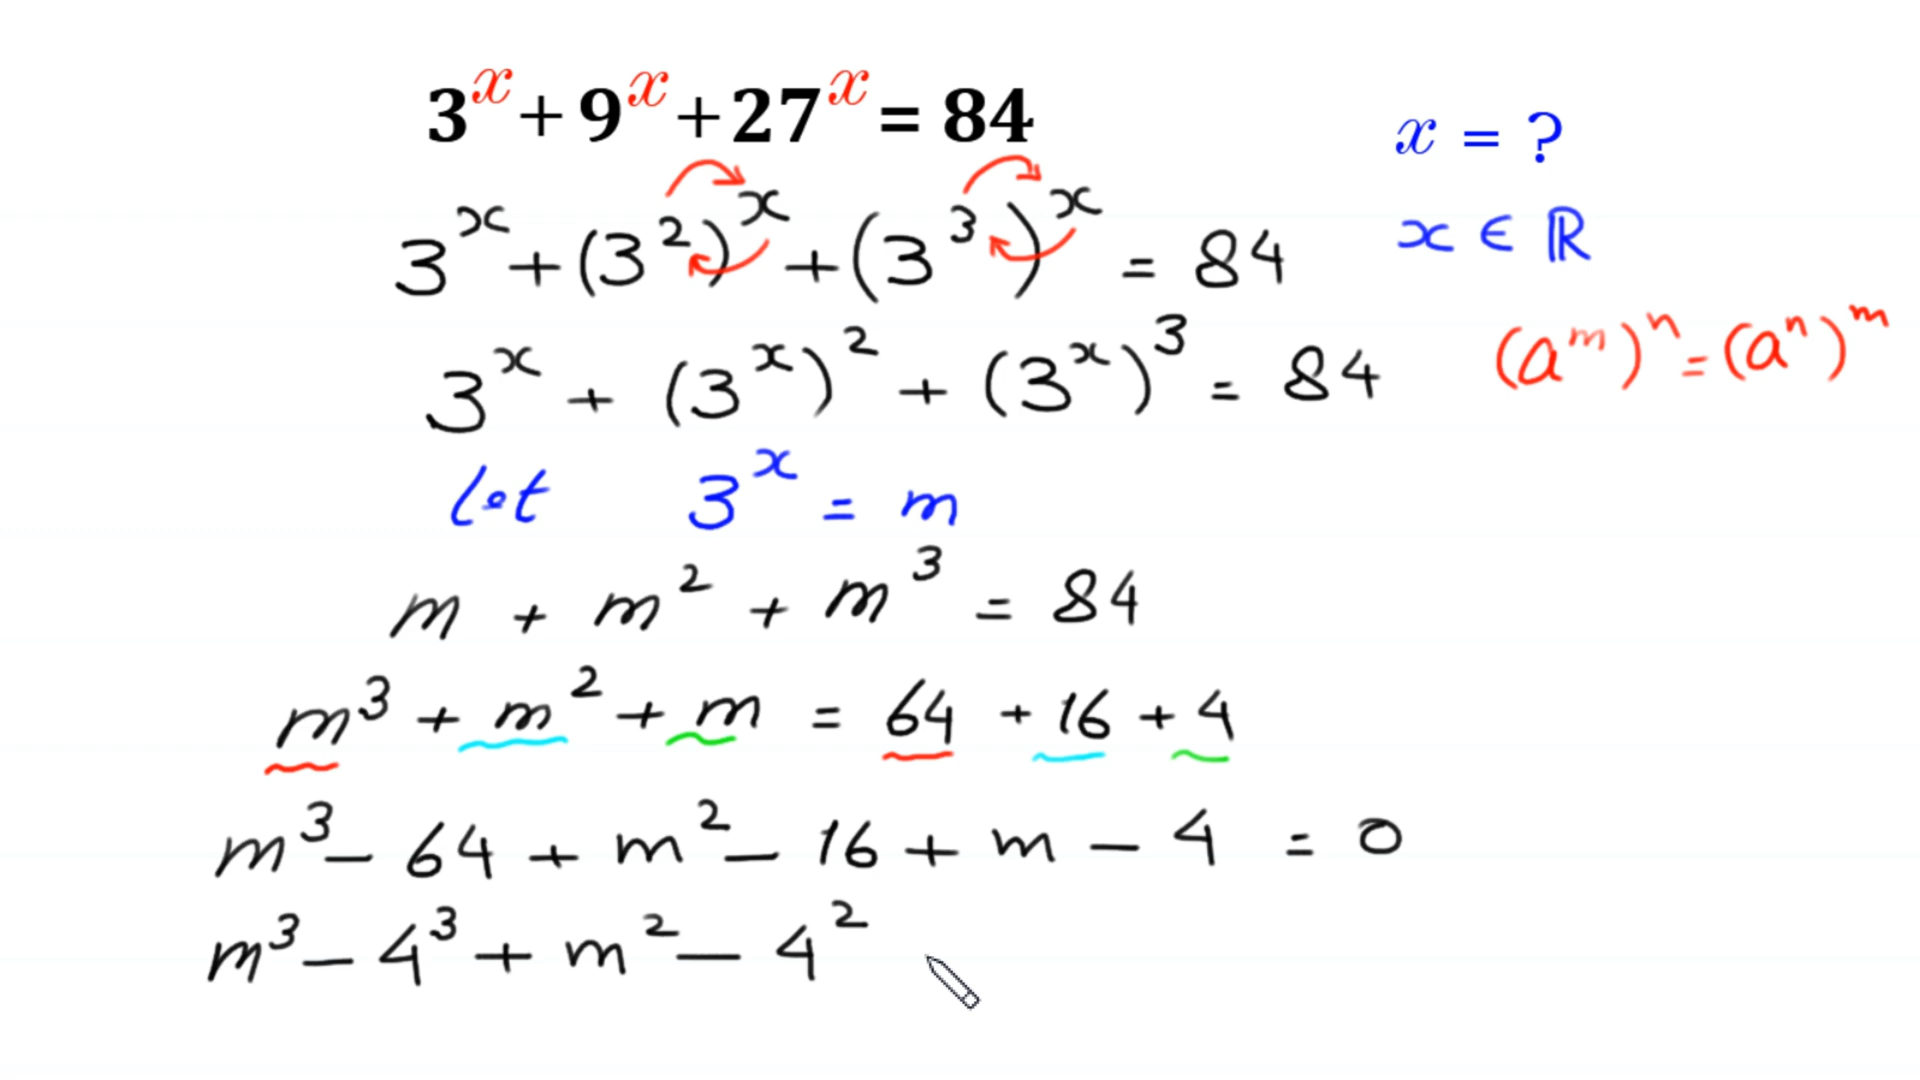 3^x + 9^x + 27^x = 84
x = ?
3^x + (3^2)^x + (3^3)^x = 84
x ∈ ℝ
3^x + (3^x)^2 + (3^x)^3 = 84
(a^m)^n = (a^n)^m
let 3^x = m
m + m^2 + m^3 = 84
m^3 + m^2 + m = 64 + 16 + 4
m^3 - 64 + m^2 - 16 + m - 4 = 0
m^3 - 4^3 + m^2 - 4^2